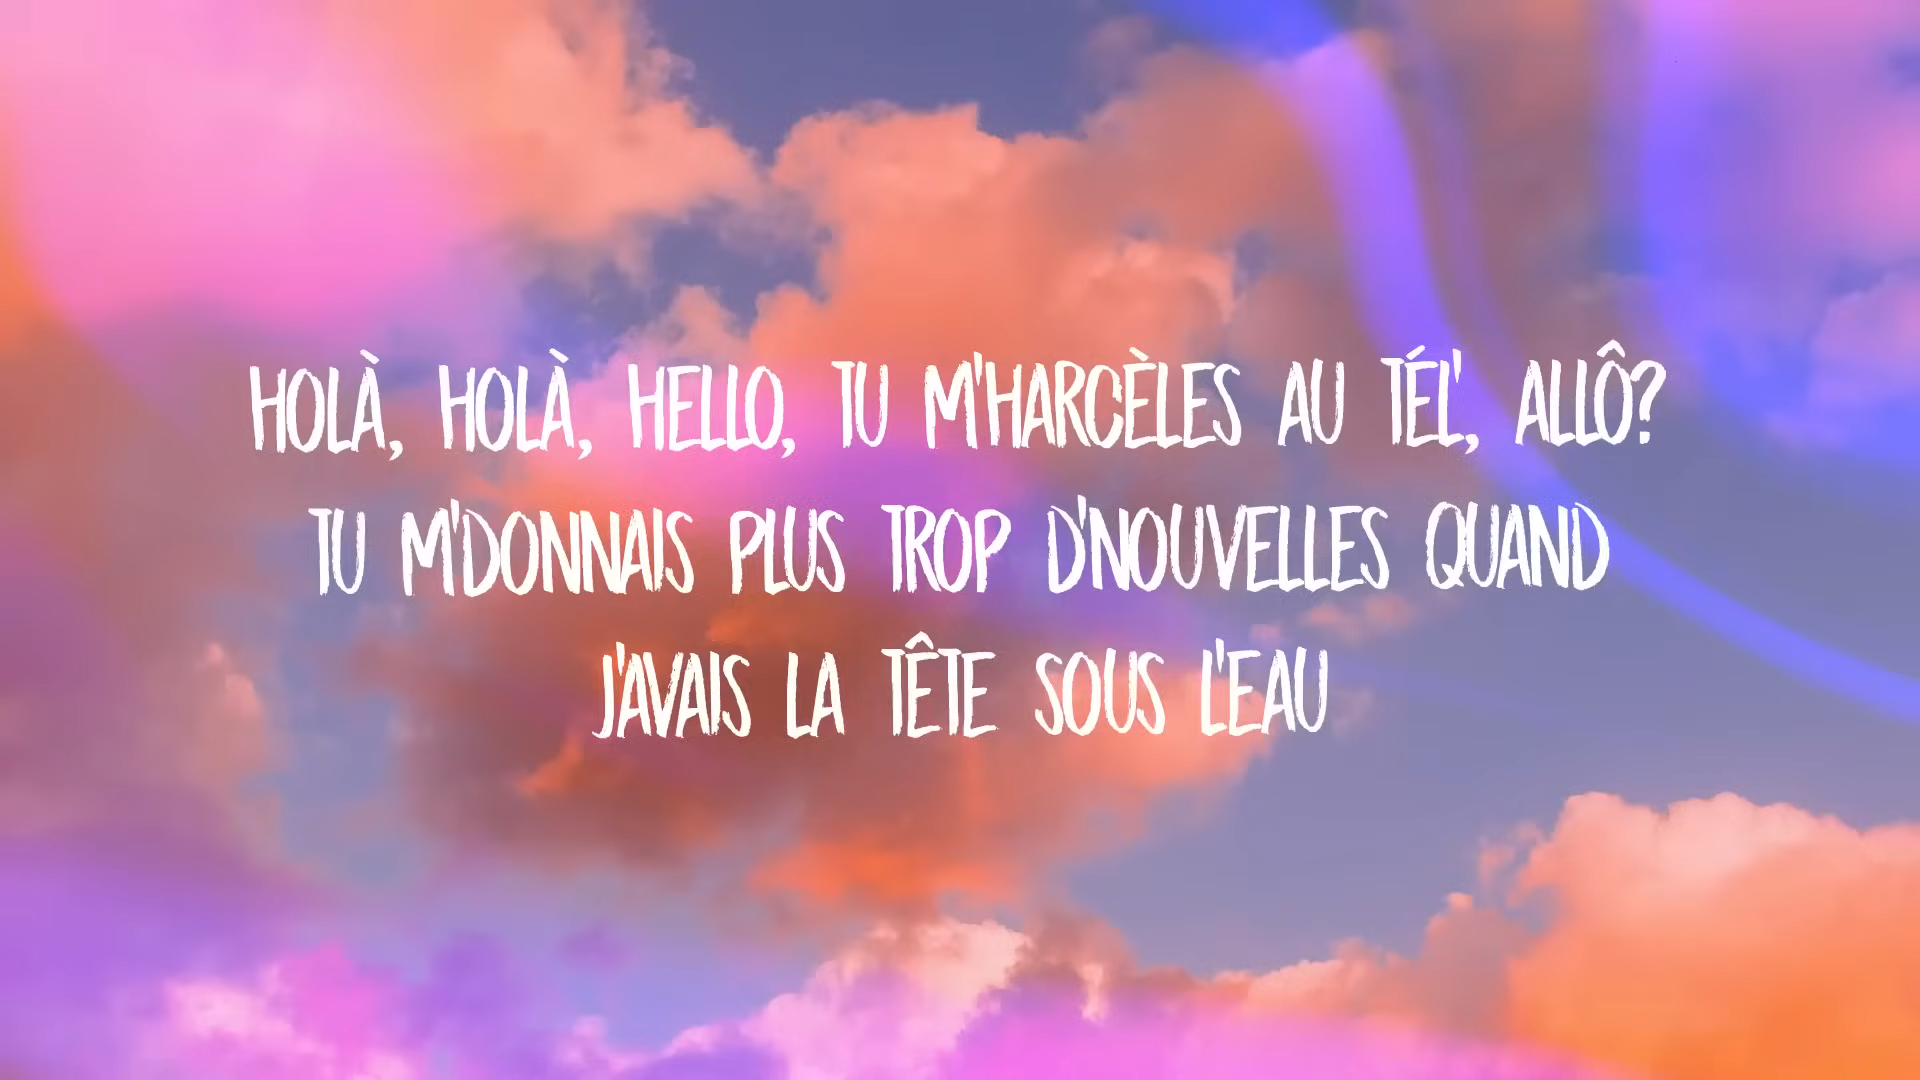 HOLÀ, HOLÀ, HELLO, TU M'HARCÈLES AU TÉL', ALLÔ?
TU M'DONNAIS PLUS TROP D'NOUVELLES QUAND
J'AVAIS LA TÊTE SOUS L'EAU